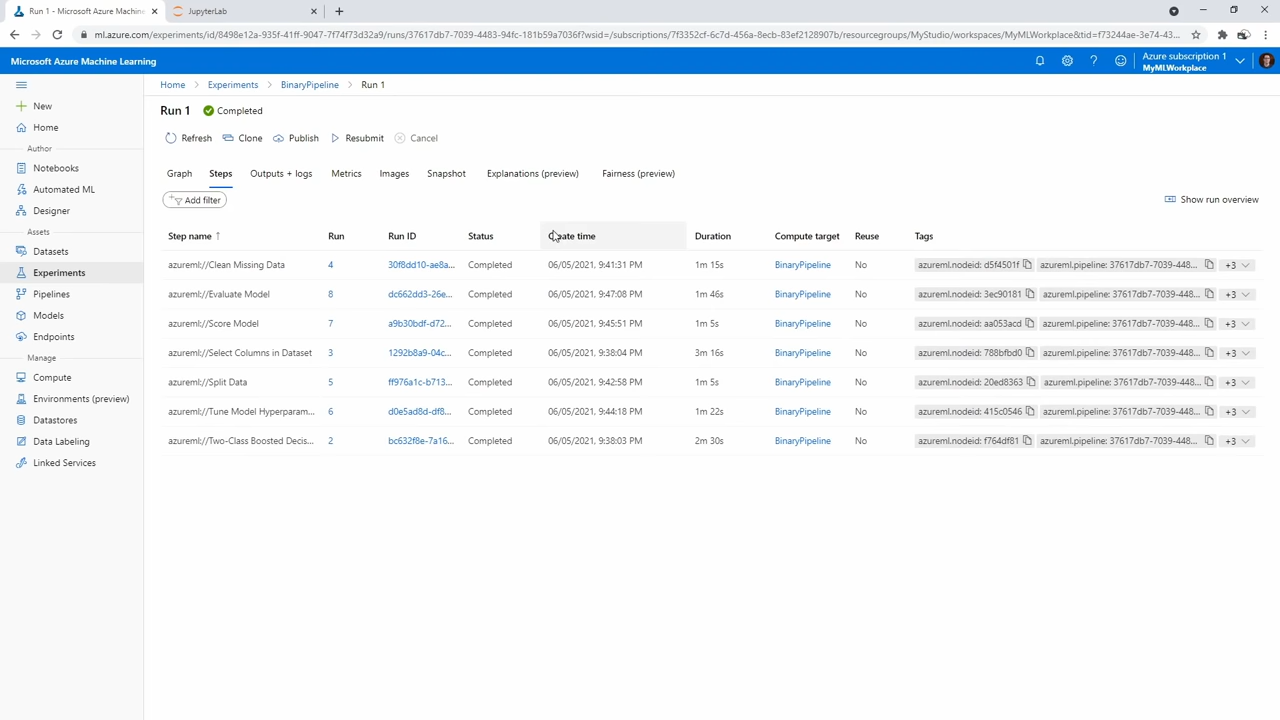 Run 1 - Microsoft Azure Machine
JupyterLab
ml.azure.com/experiments/id/8498e12a-935f-41ff-9047-7f74f73d32a9/runs/37617db7-7039-4483-94fc-181b59a7036f?wsid=/subscriptions/7f3352cf-6c7d-456a-8ecb-83ef2128907b/resourcegroups/MyStudio/workspaces/MyMLWorkplace&tid=f73244ae-3e74-43...
Microsoft Azure Machine Learning
Azure subscription 1
MyMLWorkplace
Home > Experiments > BinaryPipeline > Run 1
New
Home
Author
Notebooks
Automated ML
Designer
Assets
Datasets
Experiments
Pipelines
Models
Endpoints
Manage
Compute
Environments (preview)
Datastores
Data Labeling
Linked Services
Run 1 Completed
Refresh Clone Publish Resubmit Cancel
Graph Steps Outputs + logs Metrics Images Snapshot Explanations (preview) Fairness (preview)
Add filter Show run overview
Step name ↑ Run Run ID Status Create time Duration Compute target Reuse Tags
azureml://Clean Missing Data 4 30f8dd10-ae8a... Completed 06/05/2021, 9:41:31 PM 1m 15s BinaryPipeline No azureml.nodeid: d5f4501f azureml.pipeline: 37617db7-7039-448... +3
azureml://Evaluate Model 8 dc662dd3-26e... Completed 06/05/2021, 9:47:08 PM 1m 46s BinaryPipeline No azureml.nodeid: 3ec90181 azureml.pipeline: 37617db7-7039-448... +3
azureml://Score Model 7 a9b30bdf-d72... Completed 06/05/2021, 9:45:51 PM 1m 5s BinaryPipeline No azureml.nodeid: aa053acd azureml.pipeline: 37617db7-7039-448... +3
azureml://Select Columns in Dataset 3 1292b8a9-04c... Completed 06/05/2021, 9:38:04 PM 3m 16s BinaryPipeline No azureml.nodeid: 788bfbd0 azureml.pipeline: 37617db7-7039-448... +3
azureml://Split Data 5 ff976a1c-b713... Completed 06/05/2021, 9:42:58 PM 1m 5s BinaryPipeline No azureml.nodeid: 20ed8363 azureml.pipeline: 37617db7-7039-448... +3
azureml://Tune Model Hyperparam... 6 d0e5ad8d-df8... Completed 06/05/2021, 9:44:18 PM 1m 22s BinaryPipeline No azureml.nodeid: 415c0546 azureml.pipeline: 37617db7-7039-448... +3
azureml://Two-Class Boosted Decis... 2 bc632f8e-7a16... Completed 06/05/2021, 9:38:03 PM 2m 30s BinaryPipeline No azureml.nodeid: f764df81 azureml.pipeline: 37617db7-7039-448... +3